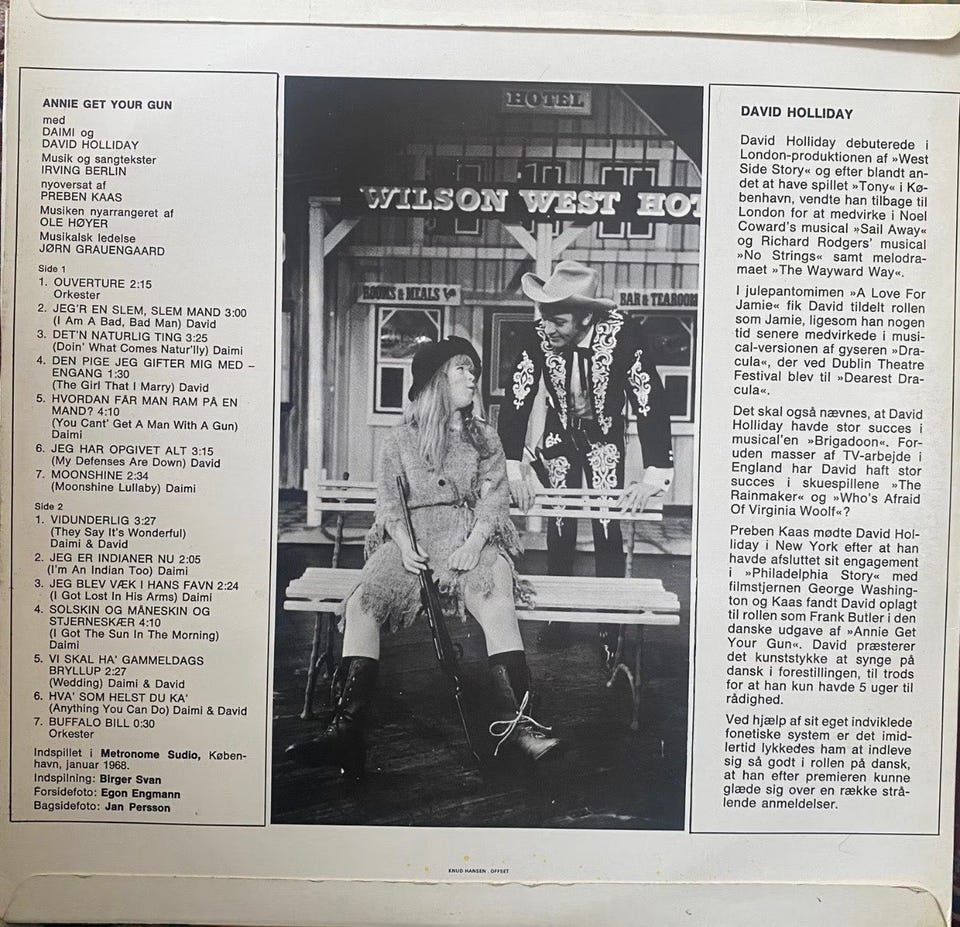 ANNIE GET YOUR GUN
med
DAIMI og
DAVID HOLLIDAY
Musik og sangtekster
IRVING BERLIN
nyoversat af
PREBEN KAAS
Musiken nyarrangeret af
OLE HØYER
Musikalsk ledelse
JØRN GRAUENGAARD
Side 1
1. OUVERTURE 2:15
Orkester
2. JEG'R EN SLEM, SLEM MAND 3:00
(I Am A Bad, Bad Man) David
3. DET'N NATURLIG TING 3:25
(Doin' What Comes Natur'lly) Daimi
4. DEN PIGE JEG GIFTER MIG MED –
ENGANG 1:30
(The Girl That I Marry) David
5. HVORDAN FÅR MAN RAM PÅ EN
MAND? 4:10
(You Cant' Get A Man With A Gun)
Daimi
6. JEG HAR OPGIVET ALT 3:15
(My Defenses Are Down) David
7. MOONSHINE 2:34
(Moonshine Lullaby) Daimi
Side 2
1. VIDUNDERLIG 3:27
(They Say It's Wonderful)
Daimi & David
2. JEG ER INDIANER NU 2:05
(I'm An Indian Too) Daimi
3. JEG BLEV VÆK I HANS FAVN 2:24
(I Got Lost In His Arms) Daimi
4. SOLSKIN OG MÅNESKIN OG
STJERNESKÆR 4:10
(I Got The Sun In The Morning)
Daimi
5. VI SKAL HA' GAMMELDAGS
BRYLLUP 2:27
(Wedding) Daimi & David
6. HVA' SOM HELST DU KA'
(Anything You Can Do) Daimi & David
7. BUFFALO BILL 0:30
Orkester
Indspillet i Metronome Sudio, Køben-
havn, januar 1968.
Indspilning: Birger Svan
Forsidefoto: Egon Engmann
Bagsidefoto: Jan Persson
HOTEL
WILSON WEST HOT
ROOMS & MEALS
BAR & TEAROOM
DAVID HOLLIDAY
David Holliday debuterede i
London-produktionen af »West
Side Story« og efter blandt an-
det at have spillet »Tony« i Kø-
benhavn, vendte han tilbage til
London for at medvirke i Noel
Coward's musical »Sail Away«
og Richard Rodgers' musical
»No Strings« samt melodra-
maet »The Wayward Way«.
I julepantomimen »A Love For
Jamie« fik David tildelt rollen
som Jamie, ligesom han nogen
tid senere medvirkede i musi-
cal-versionen af gyseren »Dra-
cula«, der ved Dublin Theatre
Festival blev til »Dearest Dra-
cula«.
Det skal også nævnes, at David
Holliday havde stor succes i
musical'en »Brigadoon«. For-
uden masser af TV-arbejde i
England har David haft stor
succes i skuespillene »The
Rainmaker« og »Who's Afraid
Of Virginia Woolf«?
Preben Kaas mødte David Hol-
liday i New York efter at han
havde afsluttet sit engagement
i »Philadelphia Story« med
filmstjernen George Washing-
ton og Kaas fandt David oplagt
til rollen som Frank Butler i den
danske udgave af »Annie Get
Your Gun«. David præsterer
det kunststykke at synge på
dansk i forestillingen, til trods
for at han kun havde 5 uger til
rådighed.
Ved hjælp af sit eget indviklede
fonetiske system er det imid-
lertid lykkedes ham at indleve
sig så godt i rollen på dansk,
at han efter premieren kunne
glæde sig over en række strå-
lende anmeldelser.
KNUD HANSEN . OFFSET